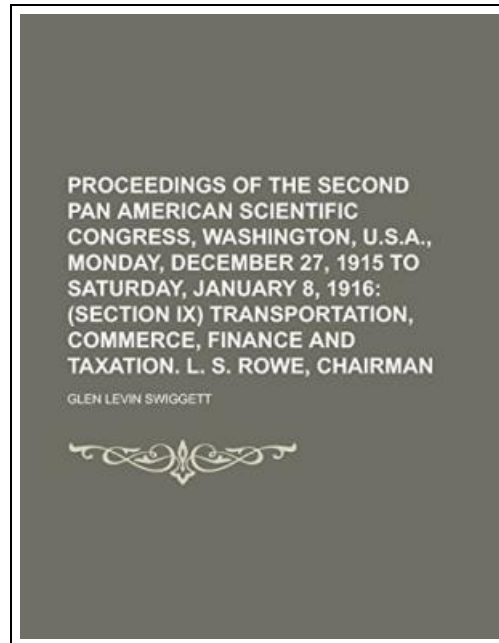 PROCEEDINGS OF THE SECOND
PAN AMERICAN SCIENTIFIC
CONGRESS, WASHINGTON, U.S.A.,
MONDAY, DECEMBER 27, 1915 TO
SATURDAY, JANUARY 8, 1916:
(SECTION IX) TRANSPORTATION,
COMMERCE, FINANCE AND
TAXATION. L. S. ROWE, CHAIRMAN
GLEN LEVIN SWIGGETT